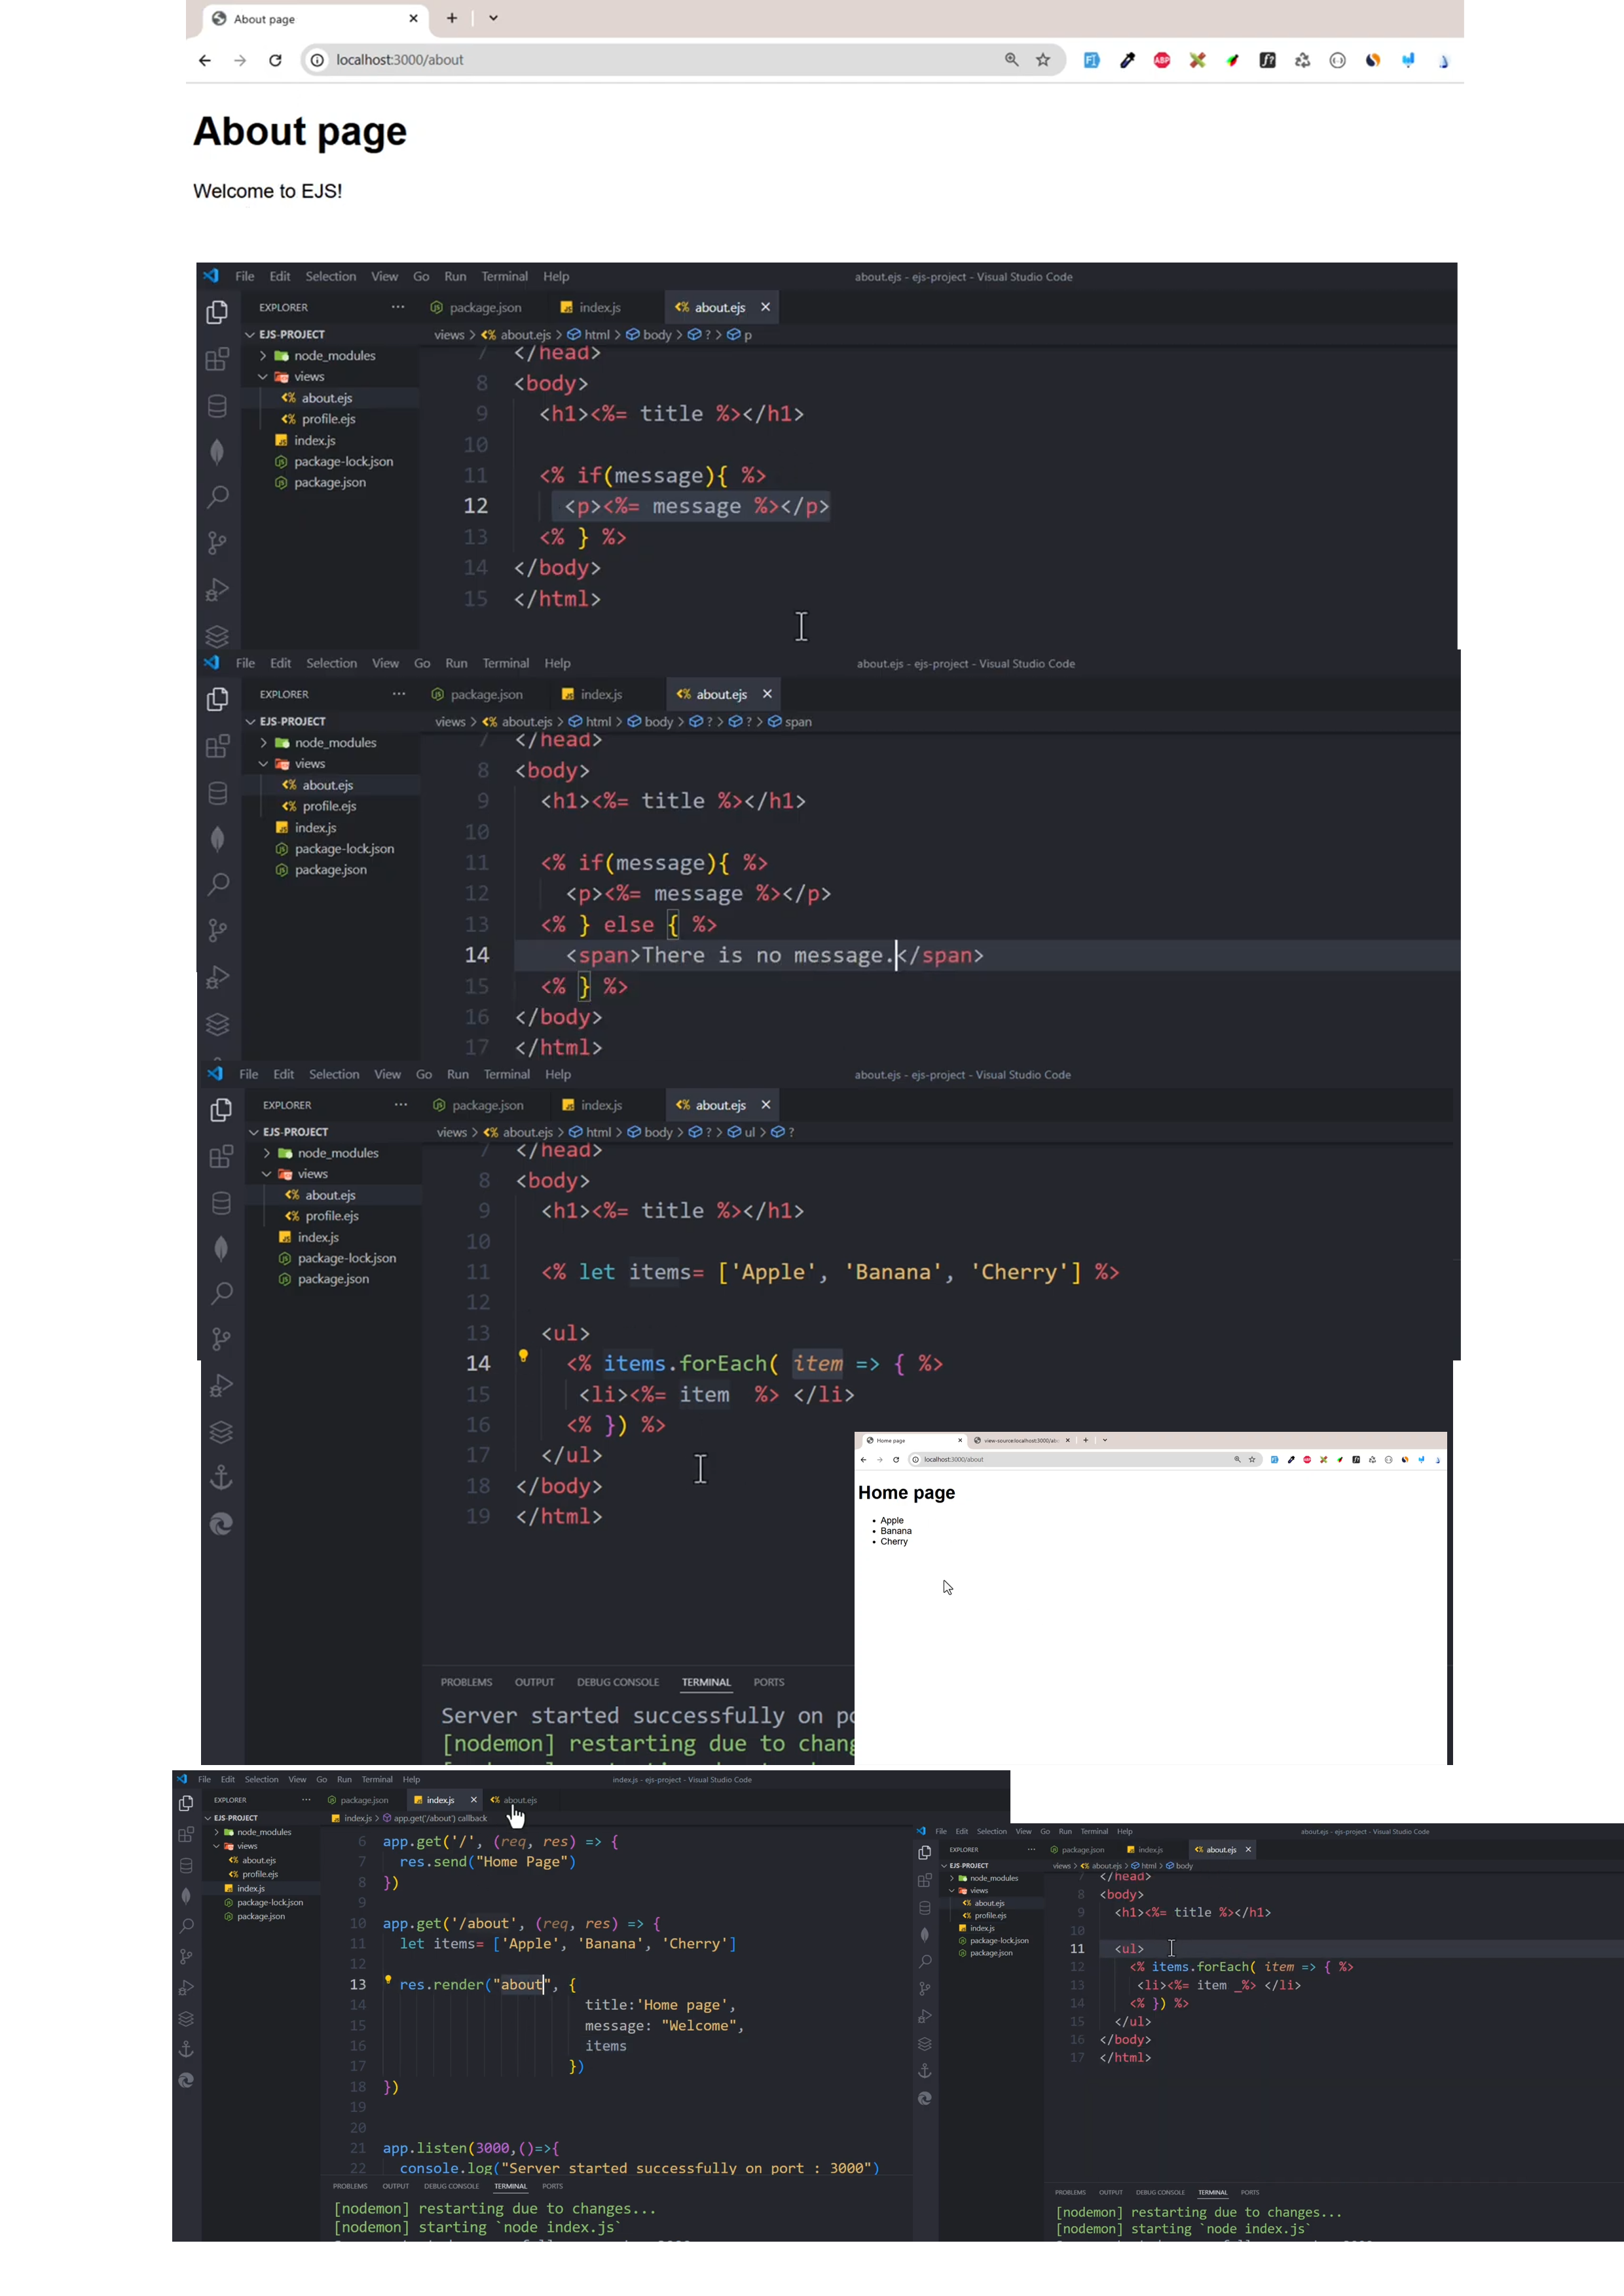 About page
localhost:3000/about
About page
Welcome to EJS!
File Edit Selection View Go Run Terminal Help
about.ejs - ejs-project - Visual Studio Code
EXPLORER ···
package.json index.js <% about.ejs ×
EJS-PROJECT
views > <% about.ejs > html > body > ? > p
node_modules
views
<% about.ejs
<% profile.ejs
index.js
package-lock.json
package.json
7 </head>
8 <body>
9 <h1><%= title %></h1>
10
11 <% if(message){ %>
12 <p><%= message %></p>
13 <% } %>
14 </body>
15 </html>
File Edit Selection View Go Run Terminal Help
about.ejs - ejs-project - Visual Studio Code
EXPLORER ···
package.json index.js <% about.ejs ×
EJS-PROJECT
views > <% about.ejs > html > body > ? > ? > span
node_modules
views
<% about.ejs
<% profile.ejs
index.js
package-lock.json
package.json
7 </head>
8 <body>
9 <h1><%= title %></h1>
10
11 <% if(message){ %>
12 <p><%= message %></p>
13 <% } else { %>
14 <span>There is no message.</span>
15 <% } %>
16 </body>
17 </html>
File Edit Selection View Go Run Terminal Help
about.ejs - ejs-project - Visual Studio Code
EXPLORER ···
package.json index.js <% about.ejs ×
EJS-PROJECT
views > <% about.ejs > html > body > ? > ul > ?
node_modules
views
<% about.ejs
<% profile.ejs
index.js
package-lock.json
package.json
7 </head>
8 <body>
9 <h1><%= title %></h1>
10
11 <% let items= ['Apple', 'Banana', 'Cherry'] %>
12
13 <ul>
14 <% items.forEach( item => { %>
15 <li><%= item %> </li>
16 <% }) %>
17 </ul>
18 </body>
19 </html>
PROBLEMS OUTPUT DEBUG CONSOLE TERMINAL PORTS
Server started successfully on po
[nodemon] restarting due to chang
Home page
view-source:localhost:3000/abo
localhost:3000/about
Home page
• Apple
• Banana
• Cherry
File Edit Selection View Go Run Terminal Help
index.js - ejs-project - Visual Studio Code
EXPLORER ···
package.json index.js × <% about.ejs
EJS-PROJECT
index.js > app.get('/about') callback
node_modules
views
<% about.ejs
<% profile.ejs
index.js
package-lock.json
package.json
6 app.get('/', (req, res) => {
7 res.send("Home Page")
8 })
9
10 app.get('/about', (req, res) => {
11 let items= ['Apple', 'Banana', 'Cherry']
12
13 res.render("about", {
14 title:'Home page',
15 message: "Welcome",
16 items
17 })
18 })
19
20
21 app.listen(3000,()=>{
22 console.log("Server started successfully on port : 3000")
PROBLEMS OUTPUT DEBUG CONSOLE TERMINAL PORTS
[nodemon] restarting due to changes...
[nodemon] starting `node index.js`
File Edit Selection View Go Run Terminal Help
about.ejs - ejs-project - Visual Studio Code
EXPLORER ···
package.json index.js <% about.ejs ×
EJS-PROJECT
views > <% about.ejs > html > body
node_modules
views
<% about.ejs
<% profile.ejs
index.js
package-lock.json
package.json
7 </head>
8 <body>
9 <h1><%= title %></h1>
10
11 <ul>
12 <% items.forEach( item => { %>
13 <li><%= item _%> </li>
14 <% }) %>
15 </ul>
16 </body>
17 </html>
PROBLEMS OUTPUT DEBUG CONSOLE TERMINAL PORTS
[nodemon] restarting due to changes...
[nodemon] starting `node index.js`